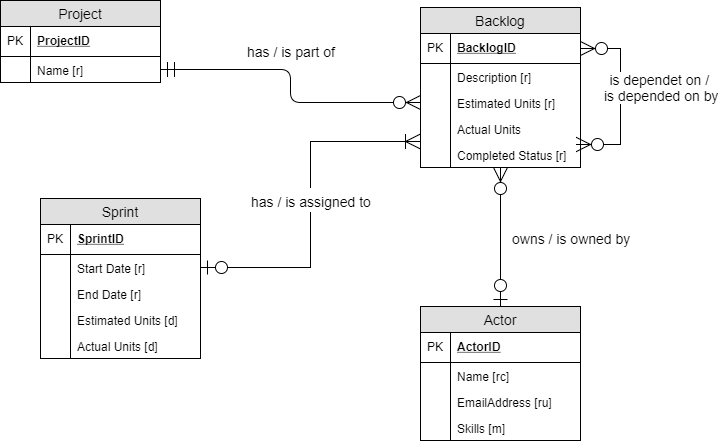 Project
PK ProjectID
Name [r]
has / is part of
Backlog
PK BacklogID
Description [r]
Estimated Units [r]
Actual Units
Completed Status [r]
is dependet on /
is depended on by
has / is assigned to
Sprint
PK SprintID
Start Date [r]
End Date [r]
Estimated Units [d]
Actual Units [d]
owns / is owned by
Actor
PK ActorID
Name [rc]
EmailAddress [ru]
Skills [m]